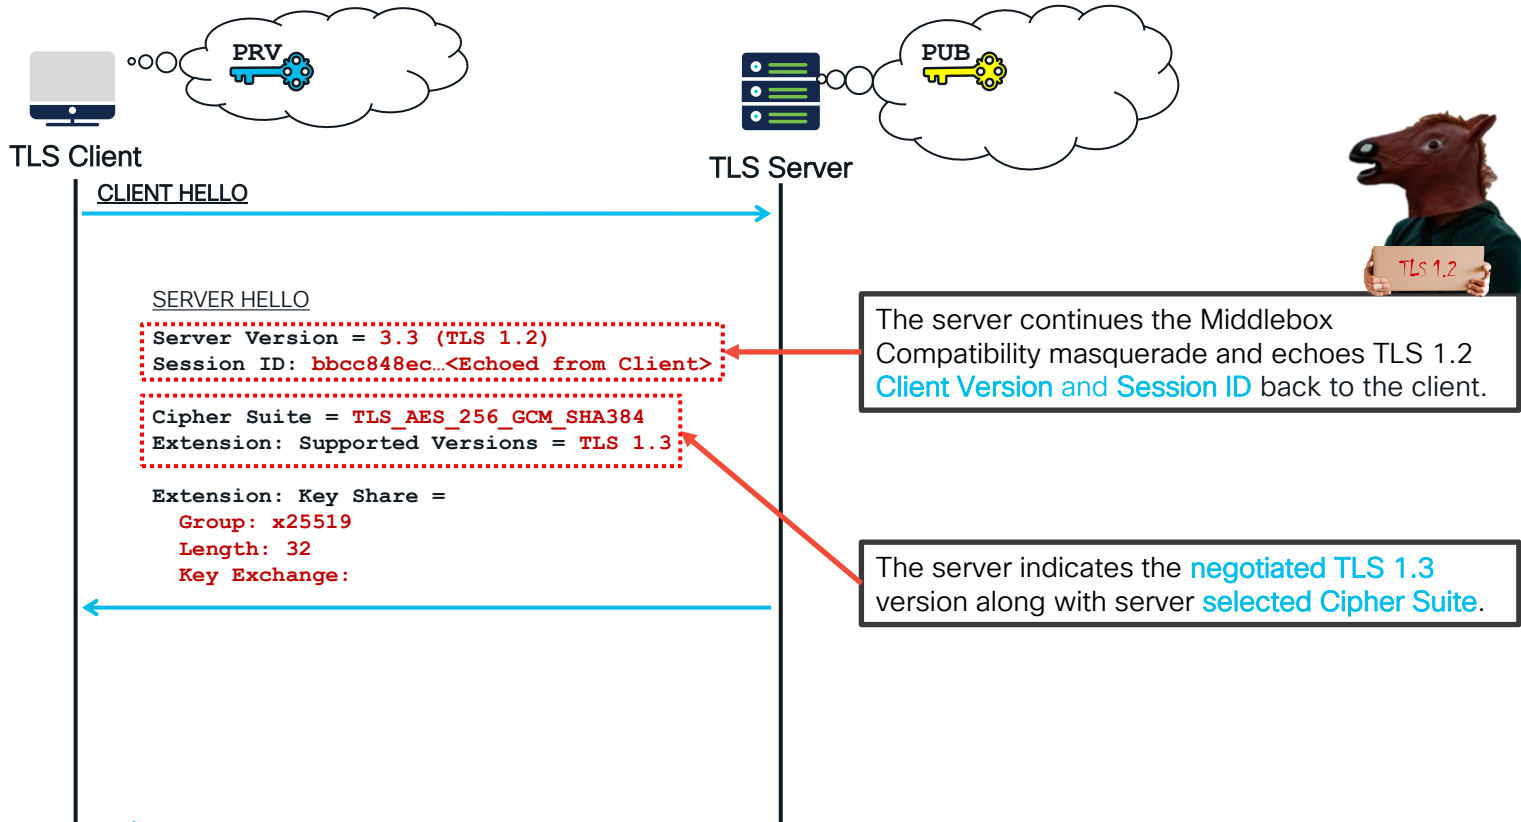 PRV
PUB
TLS Client
TLS Server
CLIENT HELLO
TLS 1.2
SERVER HELLO
Server Version = 3.3 (TLS 1.2)
Session ID: bbcc848ec…<Echoed from Client>
Cipher Suite = TLS_AES_256_GCM_SHA384
Extension: Supported Versions = TLS 1.3
Extension: Key Share =
Group: x25519
Length: 32
Key Exchange:
The server continues the Middlebox
Compatibility masquerade and echoes TLS 1.2
Client Version and Session ID back to the client.
The server indicates the negotiated TLS 1.3
version along with server selected Cipher Suite.